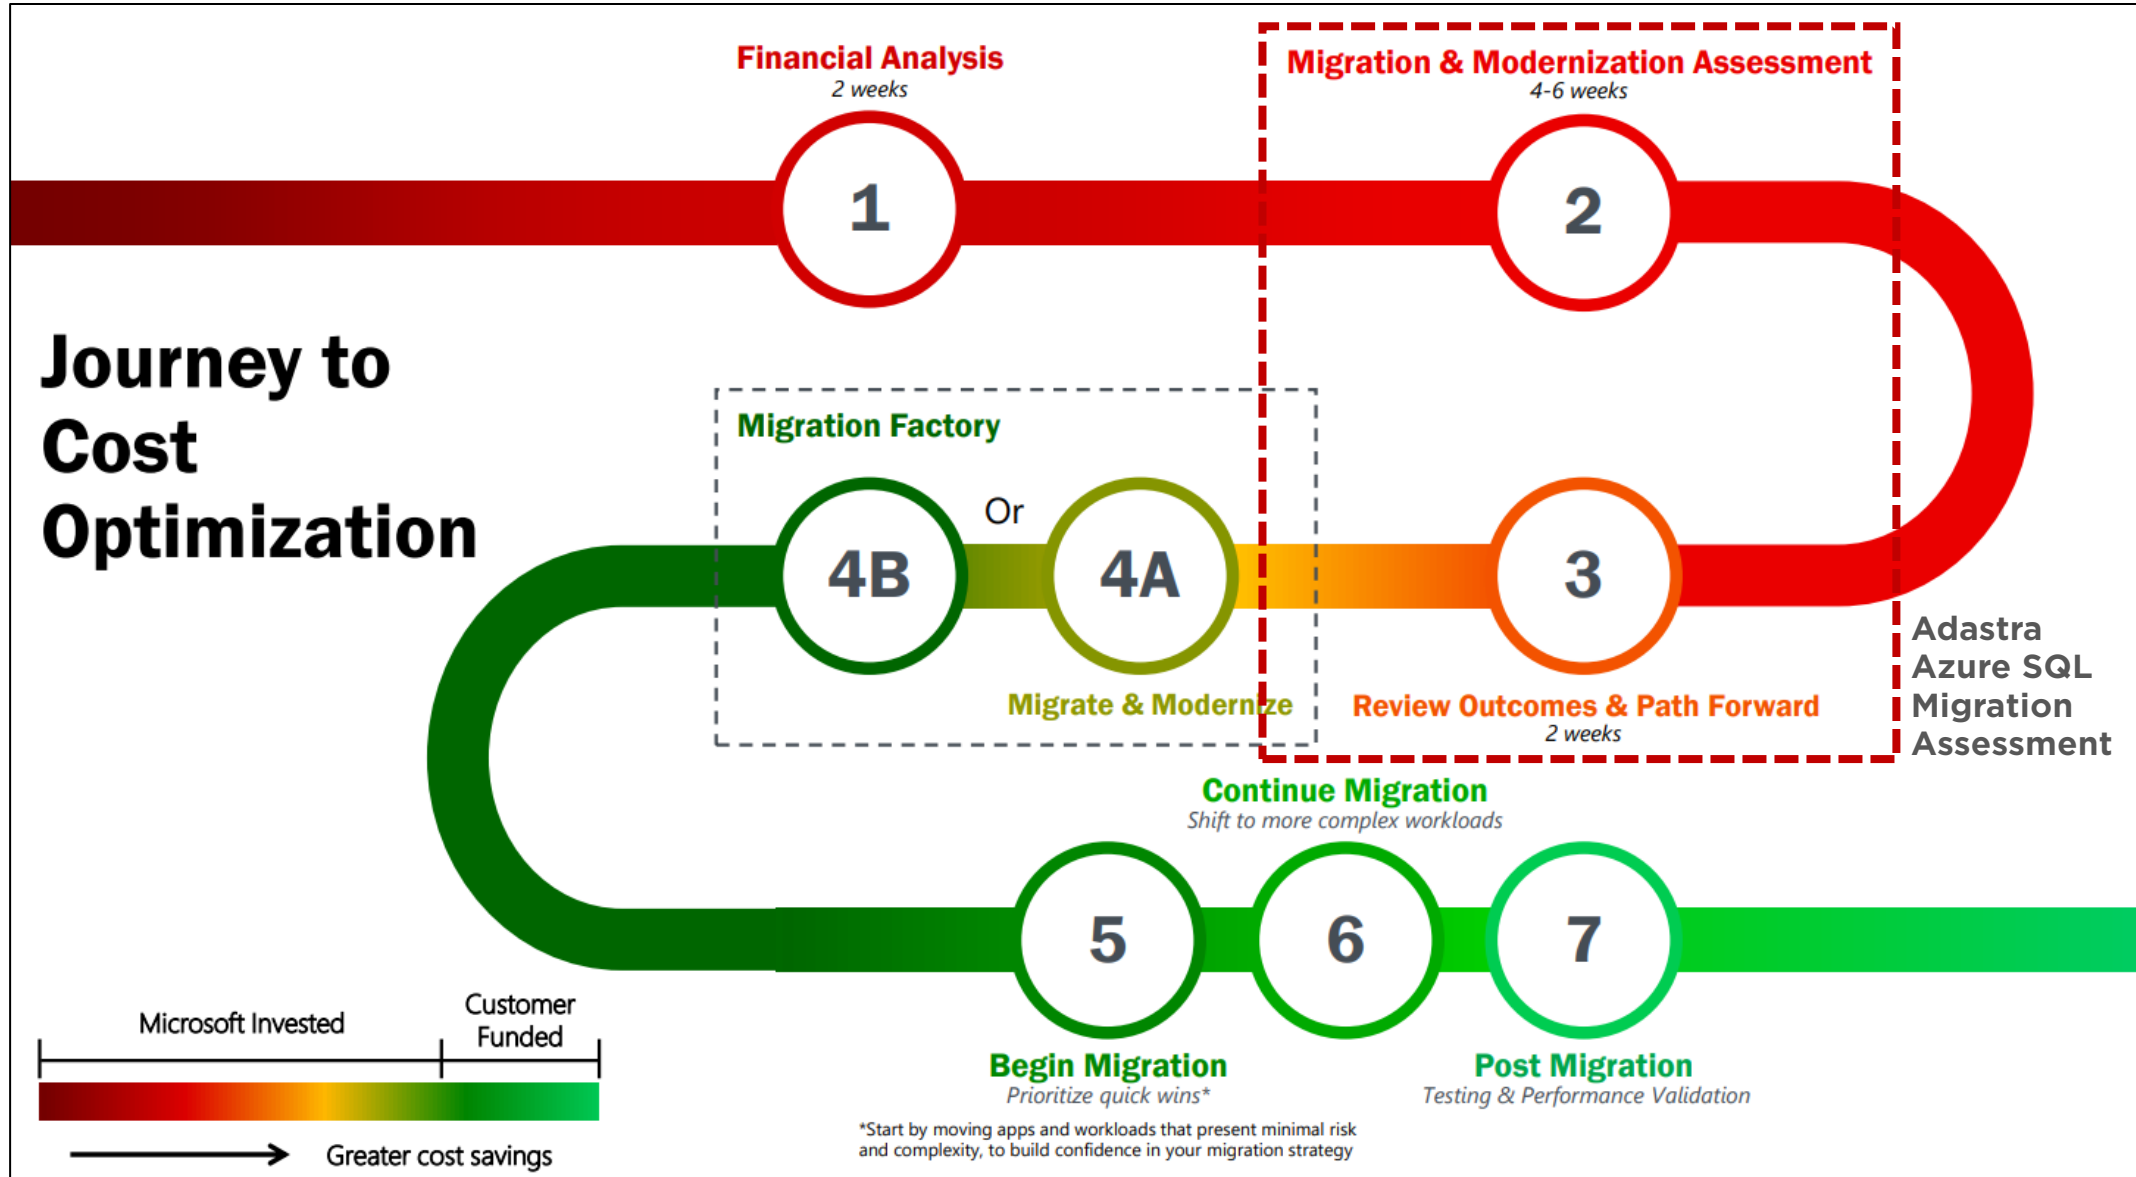 Financial Analysis
2 weeks
Migration & Modernization Assessment
4-6 weeks
1
2
Journey to
Cost
Optimization
Migration Factory
4B
Or
4A
3
Migrate & Modernize
Review Outcomes & Path Forward
2 weeks
Adastra
Azure SQL
Migration
Assessment
Continue Migration
Shift to more complex workloads
5
6
7
Begin Migration
Prioritize quick wins*
Post Migration
Testing & Performance Validation
*Start by moving apps and workloads that present minimal risk
and complexity, to build confidence in your migration strategy
Microsoft Invested
Customer
Funded
Greater cost savings